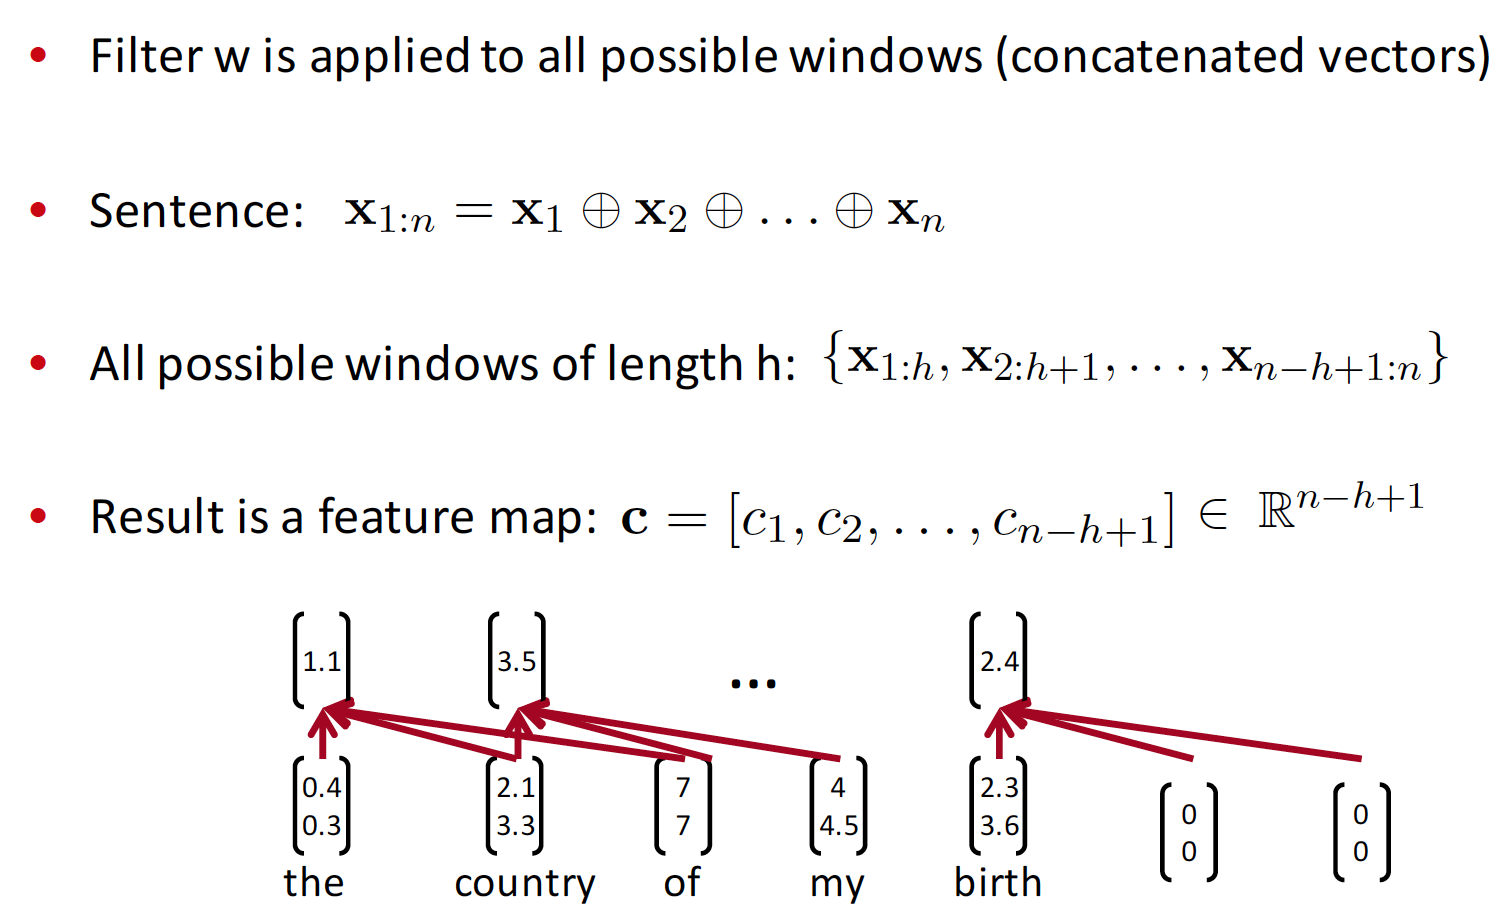 • Filter w is applied to all possible windows (concatenated vectors)
• Sentence: x₁:ₙ = x₁ ⊕ x₂ ⊕ . . . ⊕ xₙ
• All possible windows of length h: {x₁:ₕ, x₂:ₕ₊₁, . . . , xₙ₋ₕ₊₁:ₙ}
• Result is a feature map: c = [c₁, c₂, . . . , cₙ₋ₕ₊₁] ∈ ℝⁿ⁻ʰ⁺¹
1.1 3.5 ... 2.4
0.4 2.1 7 4 2.3 0 0
0.3 3.3 7 4.5 3.6 0 0
the country of my birth